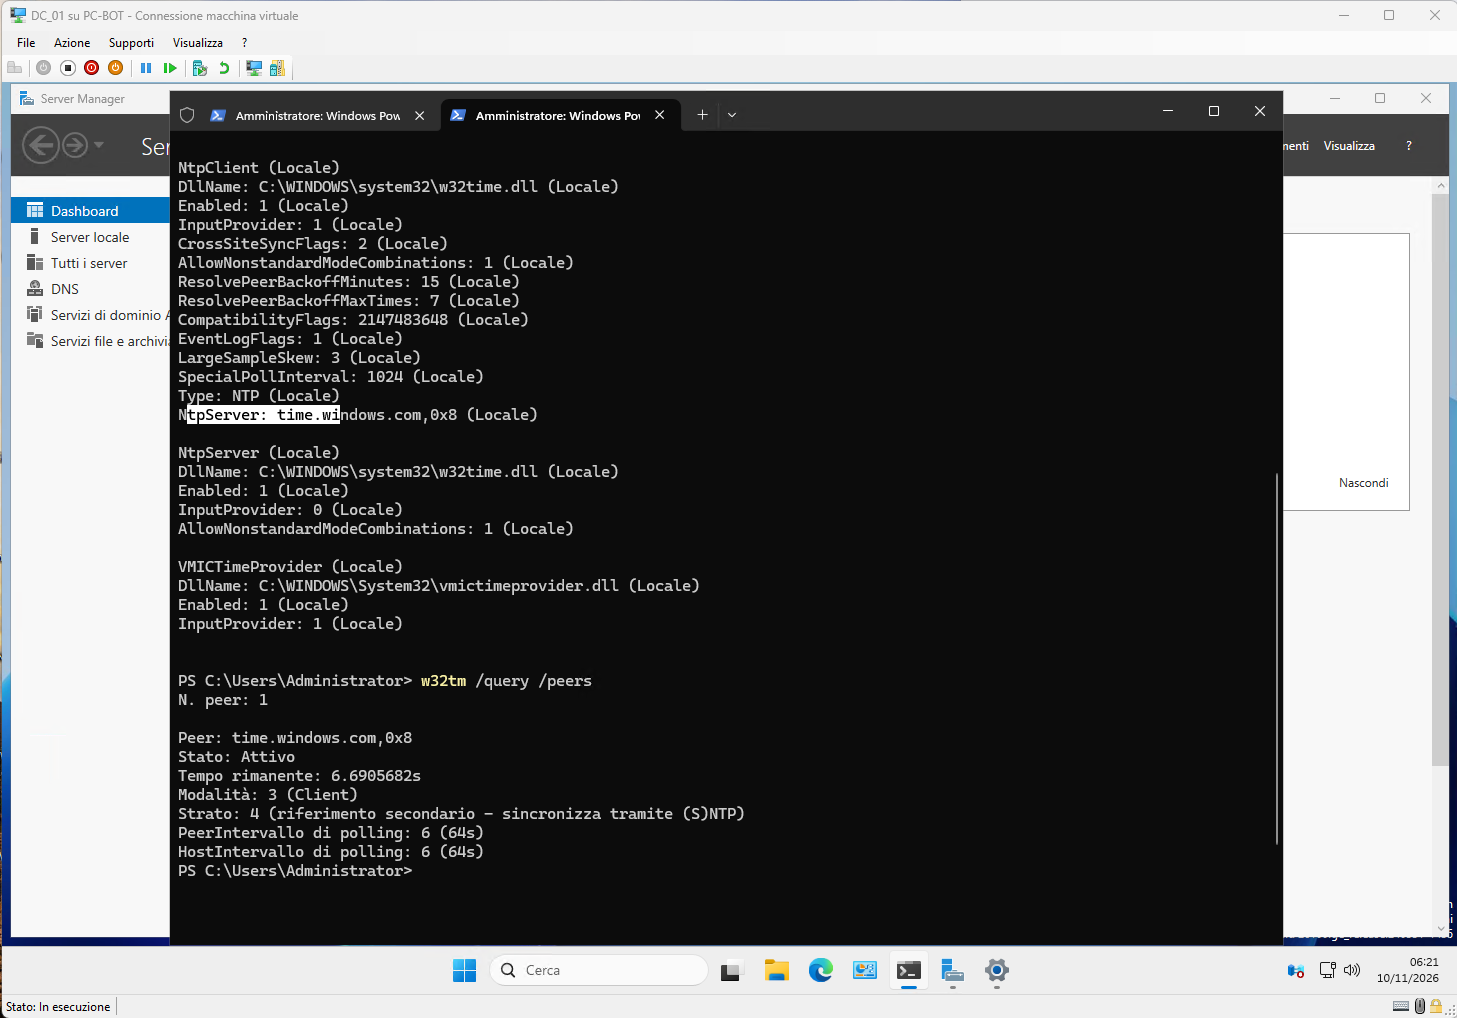 DC_01 su PC-BOT - Connessione macchina virtuale
File Azione Supporti Visualizza ?
Server Manager
Amministratore: Windows Pow
Amministratore: Windows Po
Ser
Visualizza ?
Dashboard
Server locale
Tutti i server
DNS
Servizi di dominio A
Servizi file e archivia
NtpClient (Locale)
DllName: C:\WINDOWS\system32\w32time.dll (Locale)
Enabled: 1 (Locale)
InputProvider: 1 (Locale)
CrossSiteSyncFlags: 2 (Locale)
AllowNonstandardModeCombinations: 1 (Locale)
ResolvePeerBackoffMinutes: 15 (Locale)
ResolvePeerBackoffMaxTimes: 7 (Locale)
CompatibilityFlags: 2147483648 (Locale)
EventLogFlags: 1 (Locale)
LargeSampleSkew: 3 (Locale)
SpecialPollInterval: 1024 (Locale)
Type: NTP (Locale)
NtpServer: time.windows.com,0x8 (Locale)
NtpServer (Locale)
DllName: C:\WINDOWS\system32\w32time.dll (Locale)
Enabled: 1 (Locale)
InputProvider: 0 (Locale)
AllowNonstandardModeCombinations: 1 (Locale)
VMICTimeProvider (Locale)
DllName: C:\WINDOWS\System32\vmictimeprovider.dll (Locale)
Enabled: 1 (Locale)
InputProvider: 1 (Locale)
PS C:\Users\Administrator> w32tm /query /peers
N. peer: 1
Peer: time.windows.com,0x8
Stato: Attivo
Tempo rimanente: 6.6905682s
Modalità: 3 (Client)
Strato: 4 (riferimento secondario - sincronizza tramite (S)NTP)
PeerIntervallo di polling: 6 (64s)
HostIntervallo di polling: 6 (64s)
PS C:\Users\Administrator>
Nascondi
Cerca
06:21
10/11/2026
Stato: In esecuzione